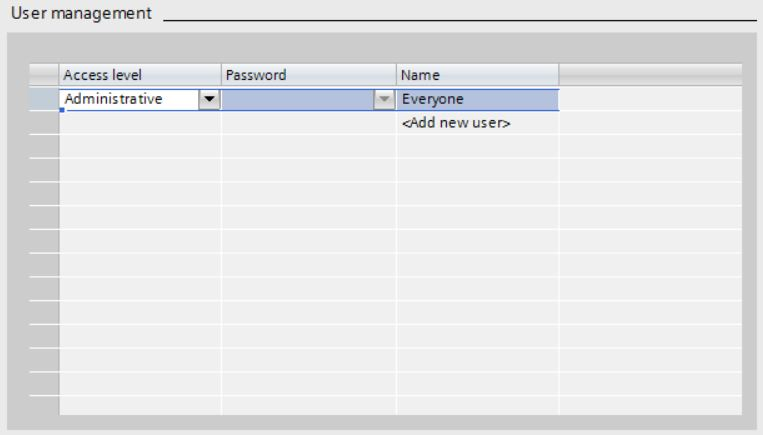 User management
Access level Password Name
Administrative Everyone
<Add new user>